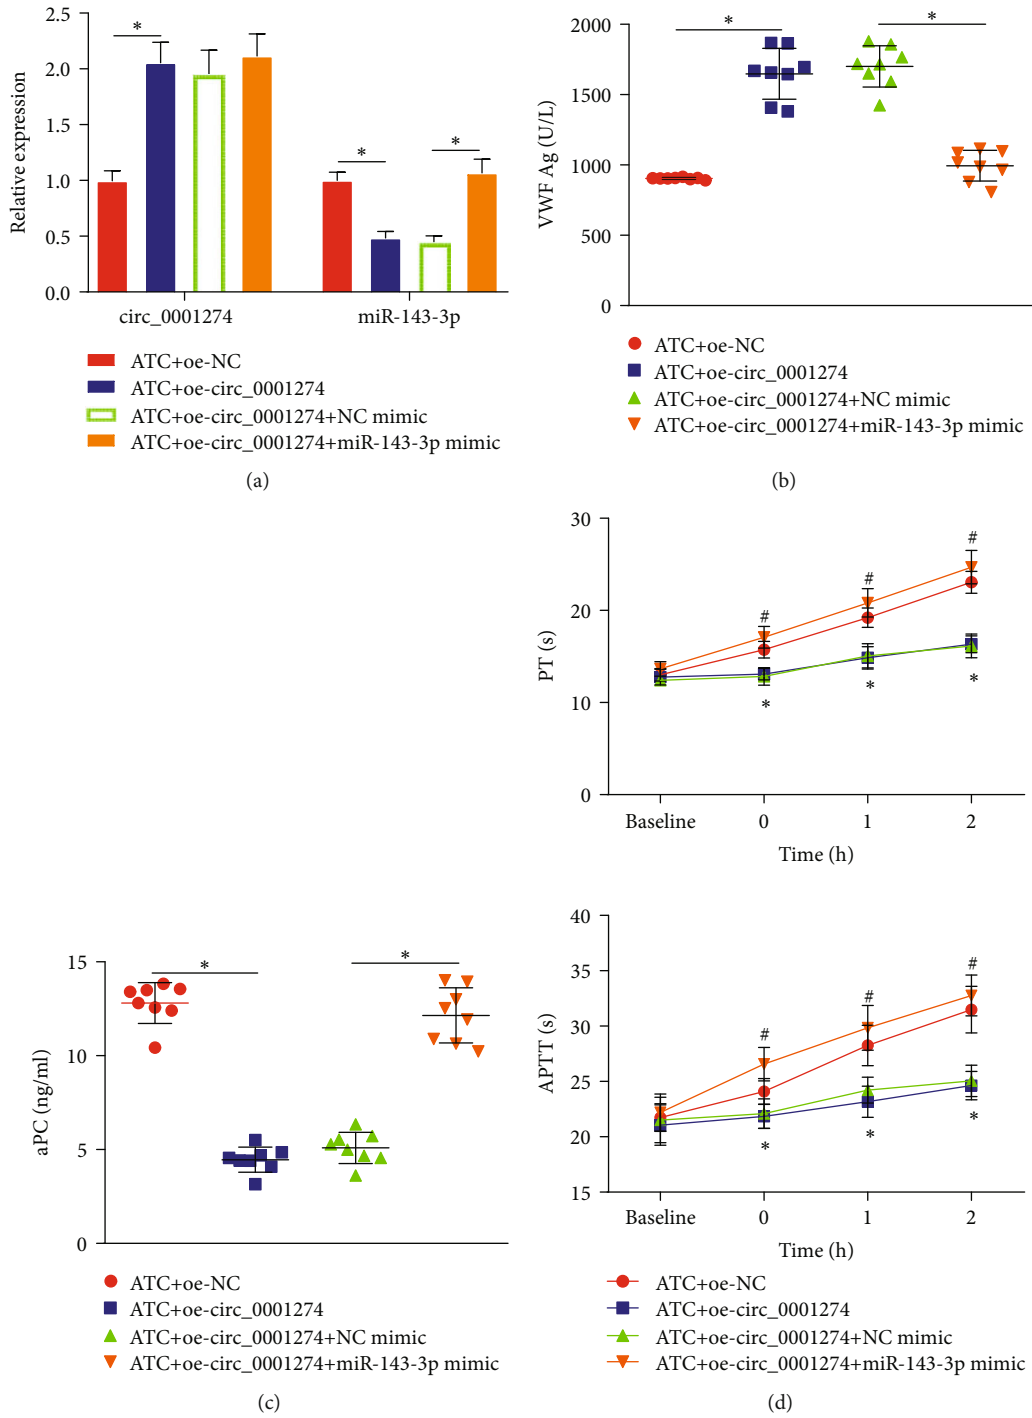 2.5
2.0
1.5
1.0
0.5
0.0
Relative expression
*
*
*
circ_0001274
miR-143-3p
ATC+oe-NC
ATC+oe-circ_0001274
ATC+oe-circ_0001274+NC mimic
ATC+oe-circ_0001274+miR-143-3p mimic
(a)
2000
1500
1000
500
0
VWF Ag (U/L)
*
*
ATC+oe-NC
ATC+oe-circ_0001274
ATC+oe-circ_0001274+NC mimic
ATC+oe-circ_0001274+miR-143-3p mimic
(b)
15
10
5
0
aPC (ng/ml)
*
*
ATC+oe-NC
ATC+oe-circ_0001274
ATC+oe-circ_0001274+NC mimic
ATC+oe-circ_0001274+miR-143-3p mimic
(c)
30
20
10
0
PT (s)
#
#
#
*
*
*
Baseline 0 1 2
Time (h)
40
35
30
25
20
15
APTT (s)
#
#
#
*
*
*
Baseline 0 1 2
Time (h)
ATC+oe-NC
ATC+oe-circ_0001274
ATC+oe-circ_0001274+NC mimic
ATC+oe-circ_0001274+miR-143-3p mimic
(d)